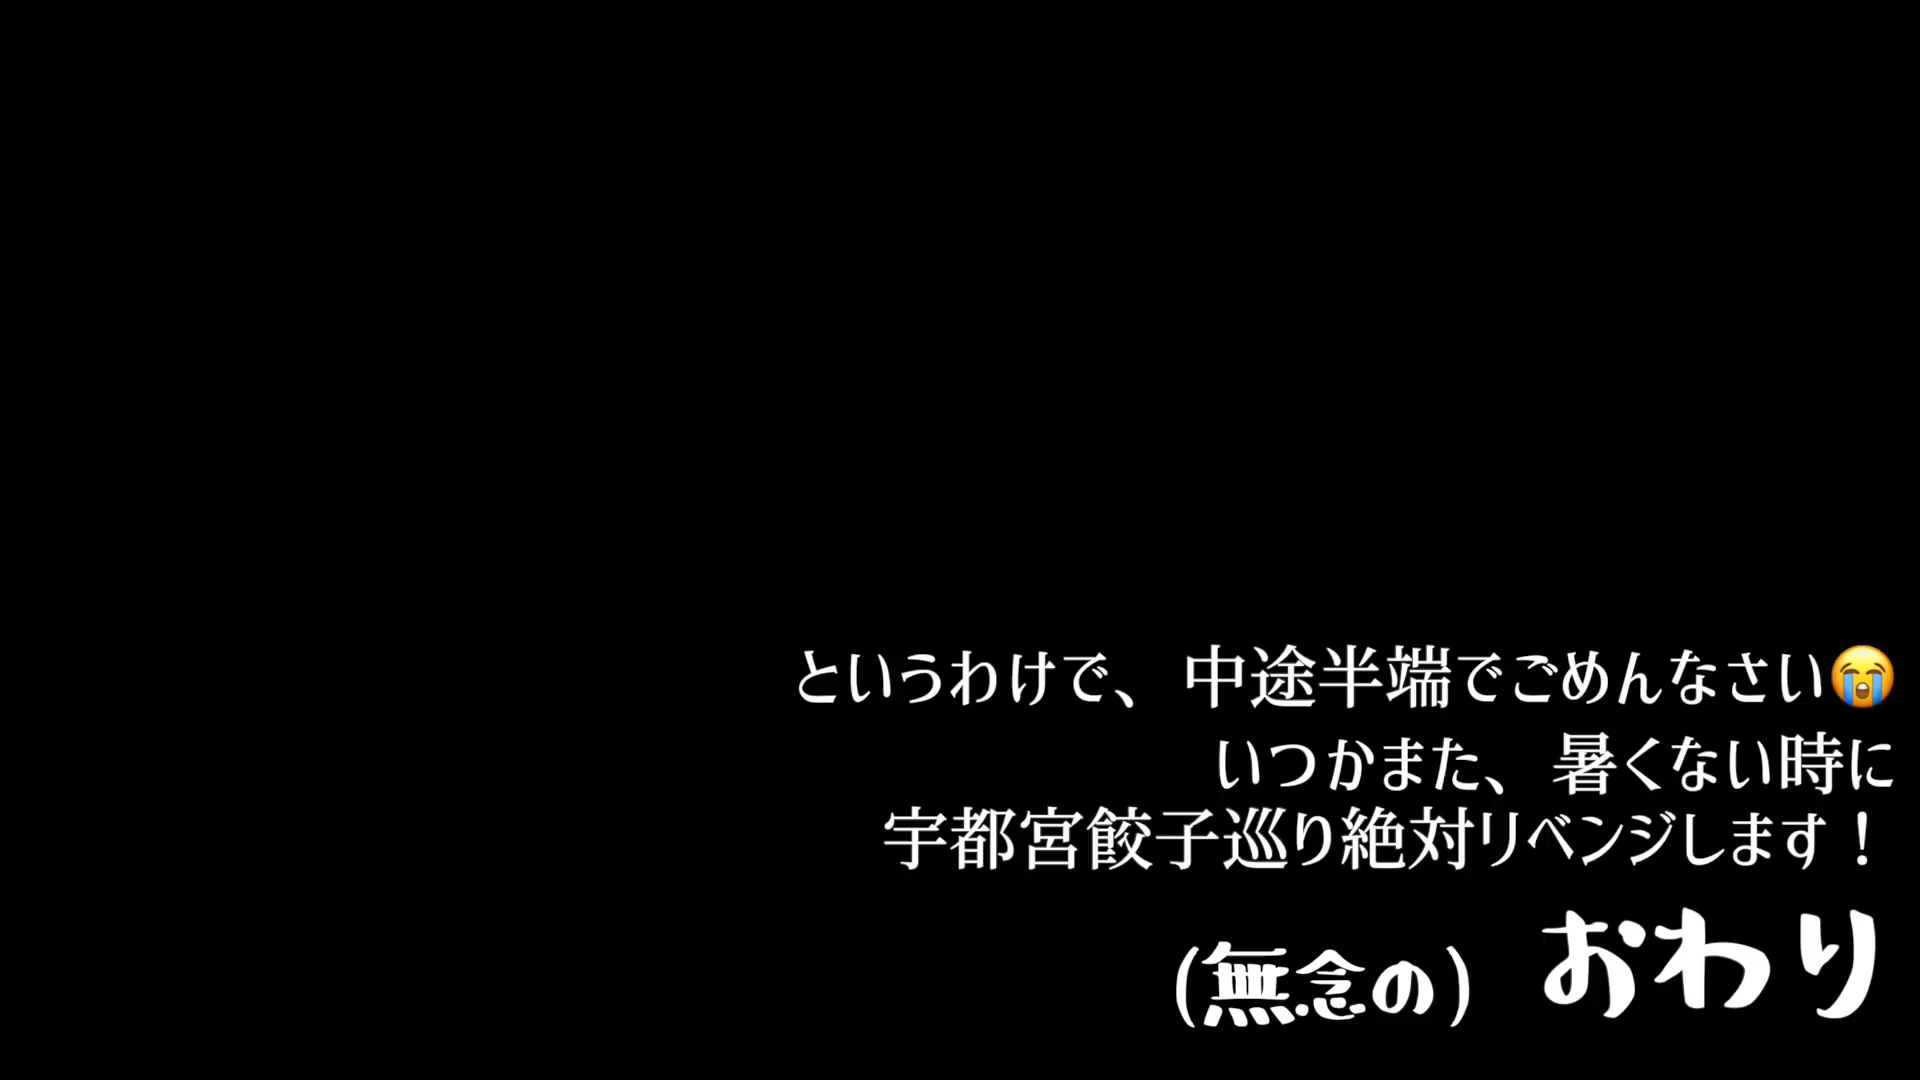 というわけで、中途半端でごめんなさい😭
いつかまた、暑くない時に
宇都宮餃子巡り絶対リベンジします！
(無念の) おわり